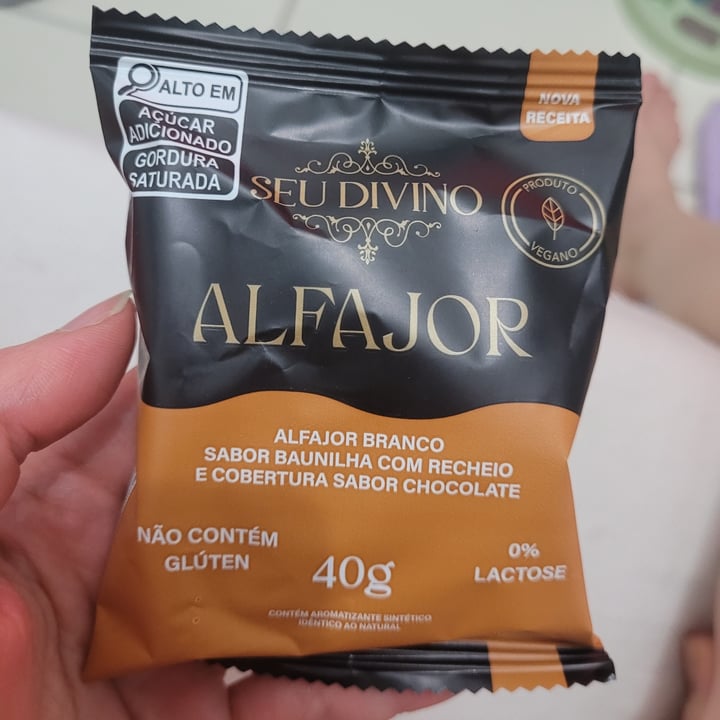 ALTO EM
AÇÚCAR
ADICIONADO
GORDURA
SATURADA
NOVA
RECEITA
SEU DIVINO
PRODUTO
VEGANO
ALFAJOR
ALFAJOR BRANCO
SABOR BAUNILHA COM RECHEIO
E COBERTURA SABOR CHOCOLATE
NÃO CONTÉM
GLÚTEN
40g
0%
LACTOSE
CONTÉM AROMATIZANTE SINTÉTICO
IDÊNTICO AO NATURAL